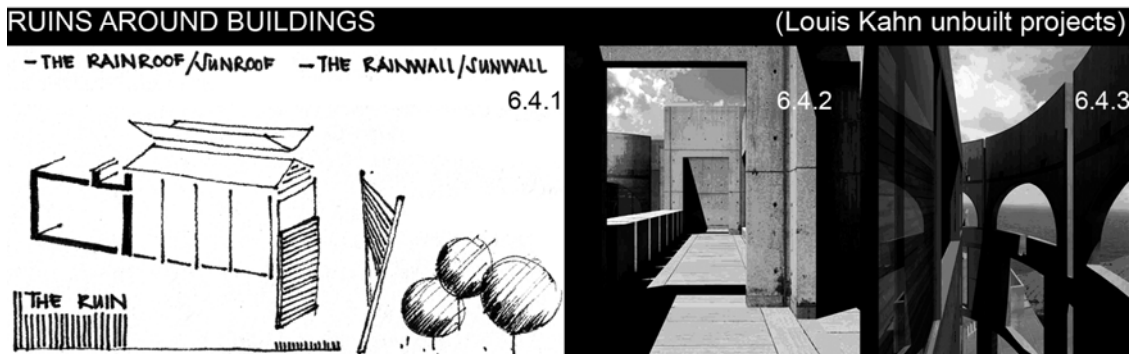 RUINS AROUND BUILDINGS (Louis Kahn unbuilt projects)
- THE RAINROOF/SUNROOF - THE RAINWALL/SUNWALL
6.4.1 6.4.2 6.4.3
THE RUIN